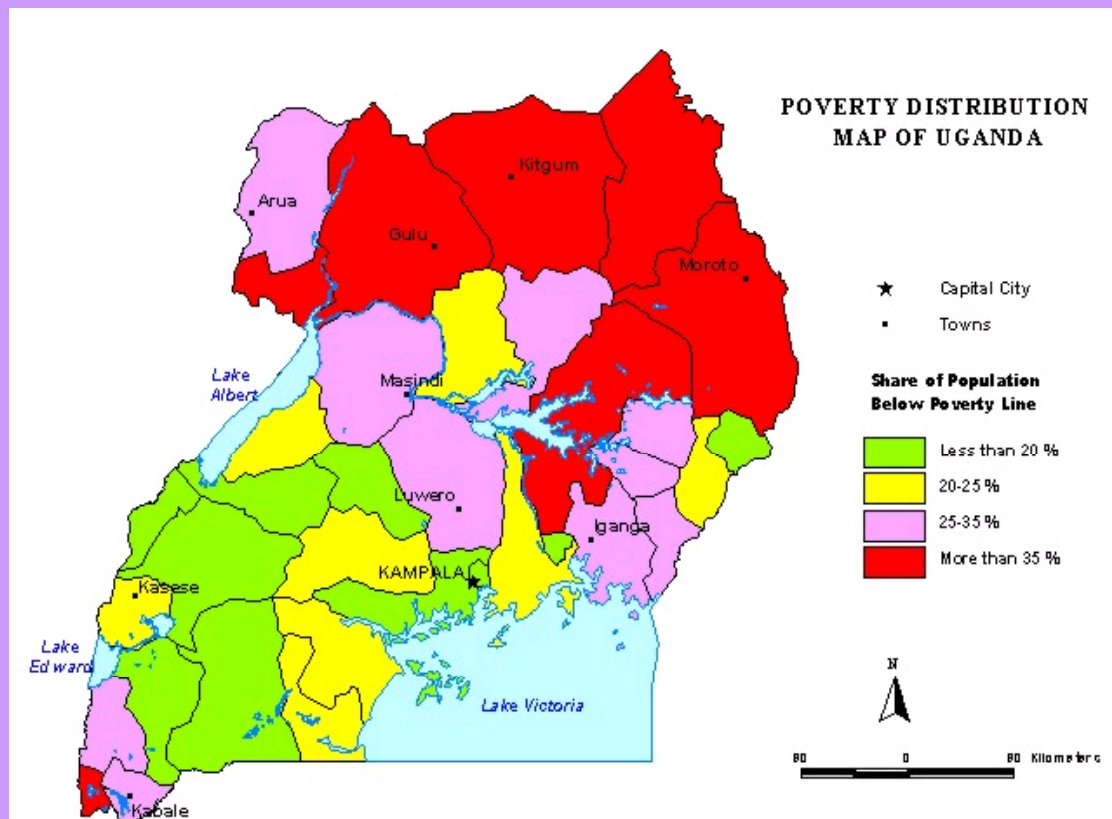 POVERTY DISTRIBUTION
MAP OF UGANDA
Kitgum
Arua
Gulu
Moroto
Capital City
Towns
Lake
Albert
Masindi
Share of Population
Below Poverty Line
Less than 20 %
20-25 %
25-35 %
More than 35 %
Luwero
Iganga
KAMPALA
Kasese
Lake
Edward
Lake Victoria
N
80 0 80 Kilometers
Kabale